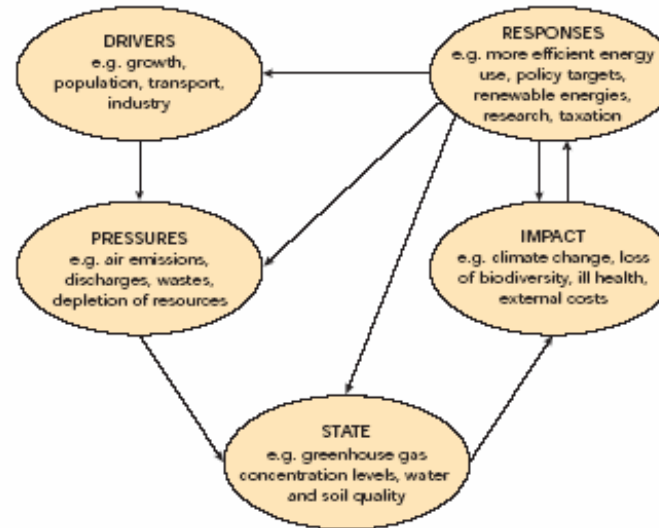 DRIVERS
e.g. growth,
population, transport,
industry
RESPONSES
e.g. more efficient energy
use, policy targets,
renewable energies,
research, taxation
PRESSURES
e.g. air emissions,
discharges, wastes,
depletion of resources
IMPACT
e.g. climate change, loss
of biodiversity, ill health,
external costs
STATE
e.g. greenhouse gas
concentration levels, water
and soil quality